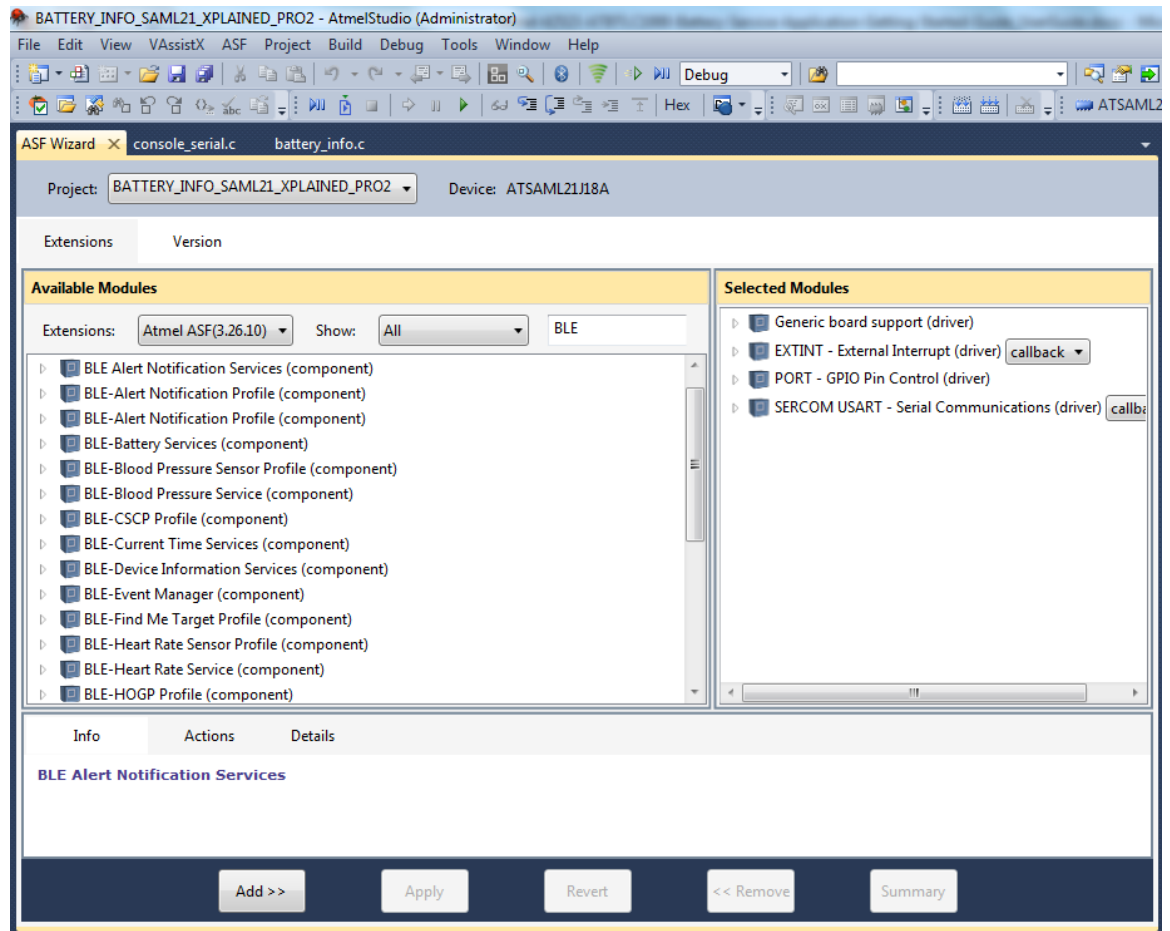 BATTERY_INFO_SAML21_XPLAINED_PRO2 - AtmelStudio (Administrator)
File Edit View VAssistX ASF Project Build Debug Tools Window Help
Debug
abc Hex ATSAML2
ASF Wizard console_serial.c battery_info.c
Project: BATTERY_INFO_SAML21_XPLAINED_PRO2 Device: ATSAML21J18A
Extensions Version
Available Modules
Extensions: Atmel ASF(3.26.10) Show: All BLE
BLE Alert Notification Services (component)
BLE-Alert Notification Profile (component)
BLE-Alert Notification Profile (component)
BLE-Battery Services (component)
BLE-Blood Pressure Sensor Profile (component)
BLE-Blood Pressure Service (component)
BLE-CSCP Profile (component)
BLE-Current Time Services (component)
BLE-Device Information Services (component)
BLE-Event Manager (component)
BLE-Find Me Target Profile (component)
BLE-Heart Rate Sensor Profile (component)
BLE-Heart Rate Service (component)
BLE-HOGP Profile (component)
Selected Modules
Generic board support (driver)
EXTINT - External Interrupt (driver) callback
PORT - GPIO Pin Control (driver)
SERCOM USART - Serial Communications (driver) callba
Info Actions Details
BLE Alert Notification Services
Add >> Apply Revert << Remove Summary